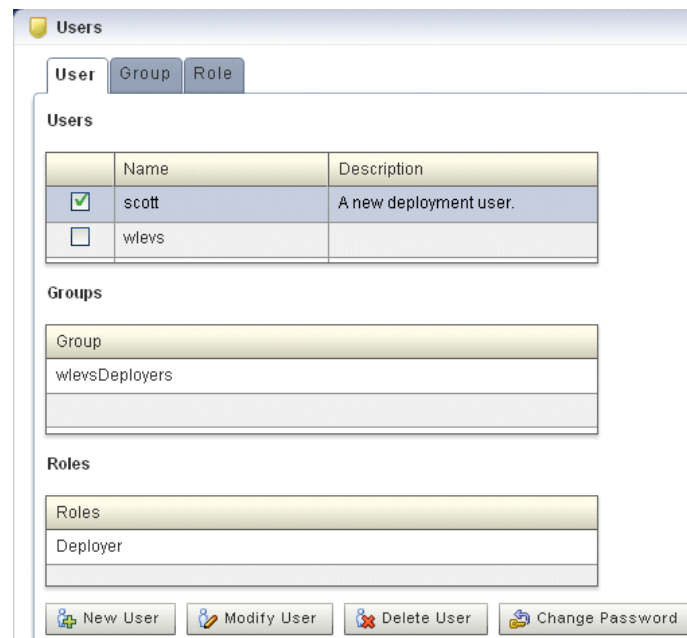 Users
User Group Role
Users
Name Description
scott A new deployment user.
wlevs
Groups
Group
wlevsDeployers
Roles
Roles
Deployer
New User Modify User Delete User Change Password